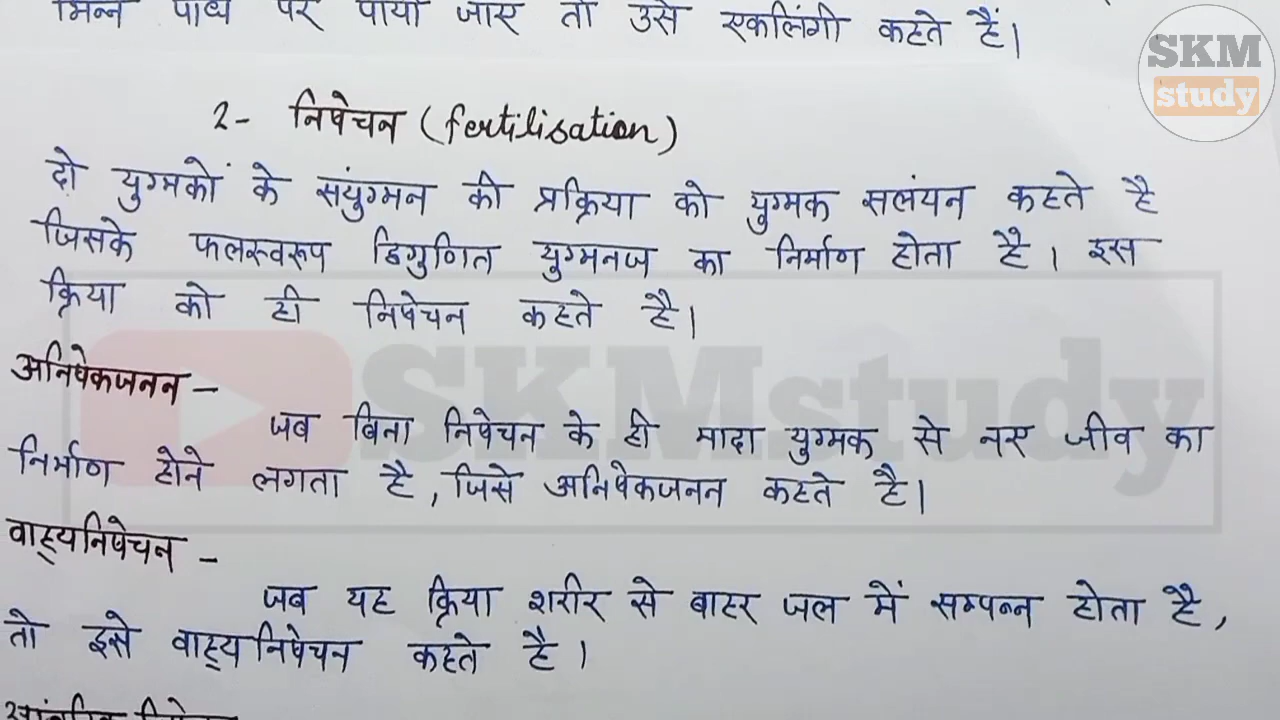 भिन्न पौधे पर पाया जाए तो उसे एकलिंगी कहते हैं।
SKM
study
2- निषेचन (fertilisation)
दो युग्मकों के संयुग्मन की प्रक्रिया को युग्मक सलंयन कहते है
जिसके फलस्वरूप डिगुणित युग्मनज का निर्माण होता है। इस
क्रिया को ही निषेचन कहते है।
अनिषेकजनन -
जब बिना निषेचन के ही मादा युग्मक से नए जीव का
निर्माण होने लगता है, जिसे अनिषेकजनन कहते है।
SKMstudy
वाह्यनिषेचन -
जब यह क्रिया शरीर से बाहर जल में सम्पन्न होता है,
तो इसे वाह्यनिषेचन कहते है।